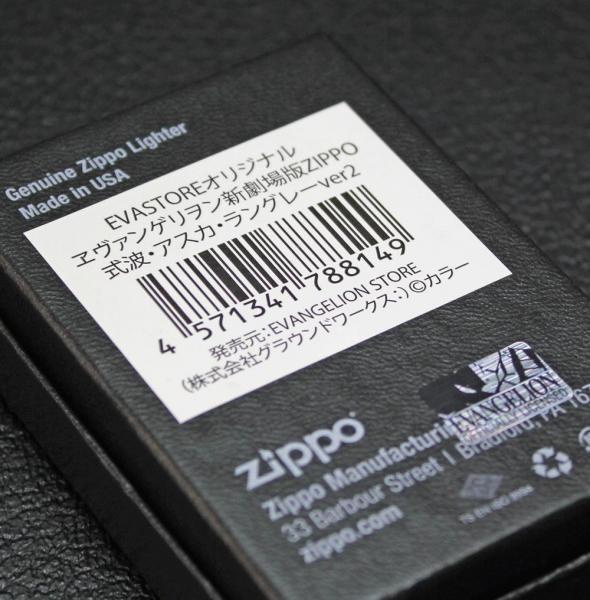 Genuine Zippo Lighter
Made in USA
EVASTOREオリジナル
ヱヴァンゲリヲン新劇場版ZIPPO
式波・アスカ・ラングレーver2
4 571341 788149
発売元:EVANGELION STORE
(株式会社グラウンドワークス:)©カラー
EVANGELION
zippo
Zippo Manufacturi
33 Barbour Street | Bradford, PA 167
zippo.com